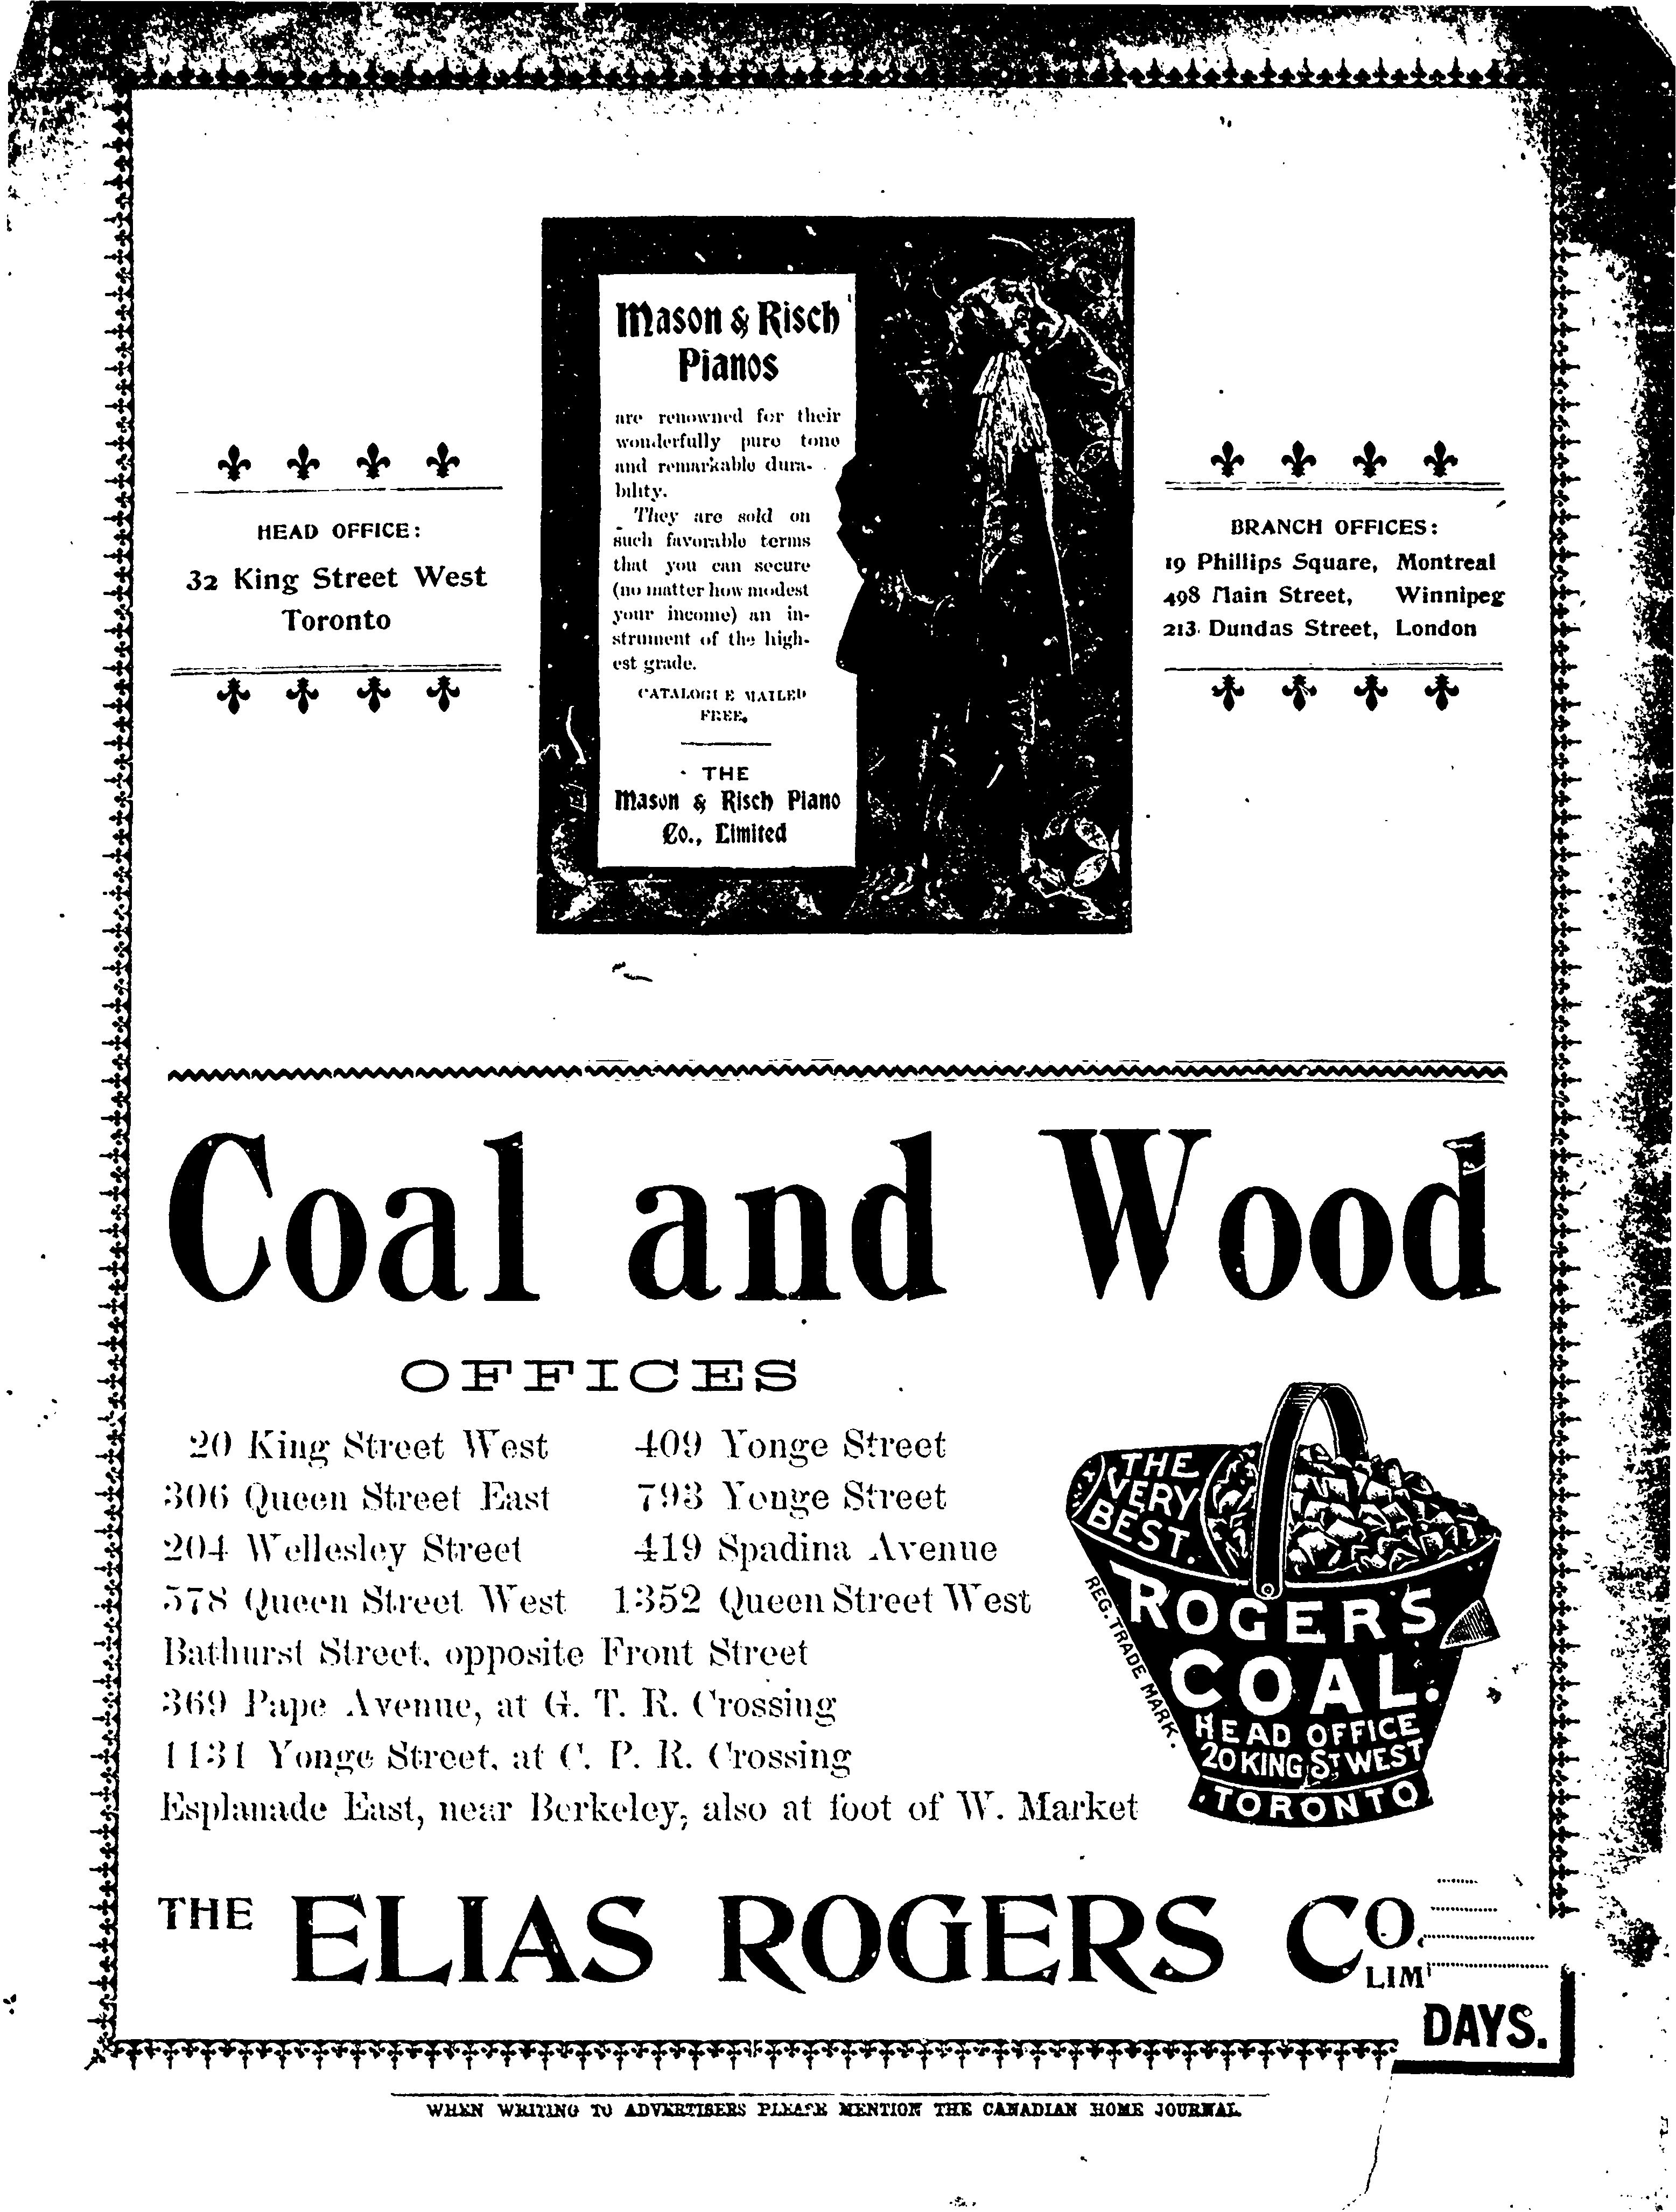 Mason & Risch
Pianos
are renowned for their
wonderfully pure tone
and remarkable dura-
bility.
They are sold on
such favorable terms
that you can secure
(no matter how modest
your income) an in-
strument of the high-
est grade.
CATALOGUE MAILED
FREE.
THE
Mason & Risch Piano
Co., Limited
HEAD OFFICE:
32 King Street West
Toronto
BRANCH OFFICES:
19 Phillips Square, Montreal
498 Main Street, Winnipeg
213 Dundas Street, London
Coal and Wood
OFFICES
20 King Street West
409 Yonge Street
306 Queen Street East
793 Yonge Street
204 Wellesley Street
419 Spadina Avenue
578 Queen Street West
1352 Queen Street West
Bathurst Street, opposite Front Street
369 Pape Avenue, at G. T. R. Crossing
1131 Yonge Street, at C. P. R. Crossing
Esplanade East, near Berkeley, also at foot of W. Market
THE
VERY
BEST.
ROGERS
COAL.
HEAD OFFICE
20 KING ST WEST
TORONTO
REG. TRADE MARK.
THE ELIAS ROGERS CO.
LIM
DAYS.
WHEN WRITING TO ADVERTISERS PLEASE MENTION THE CANADIAN HOME JOURNAL.